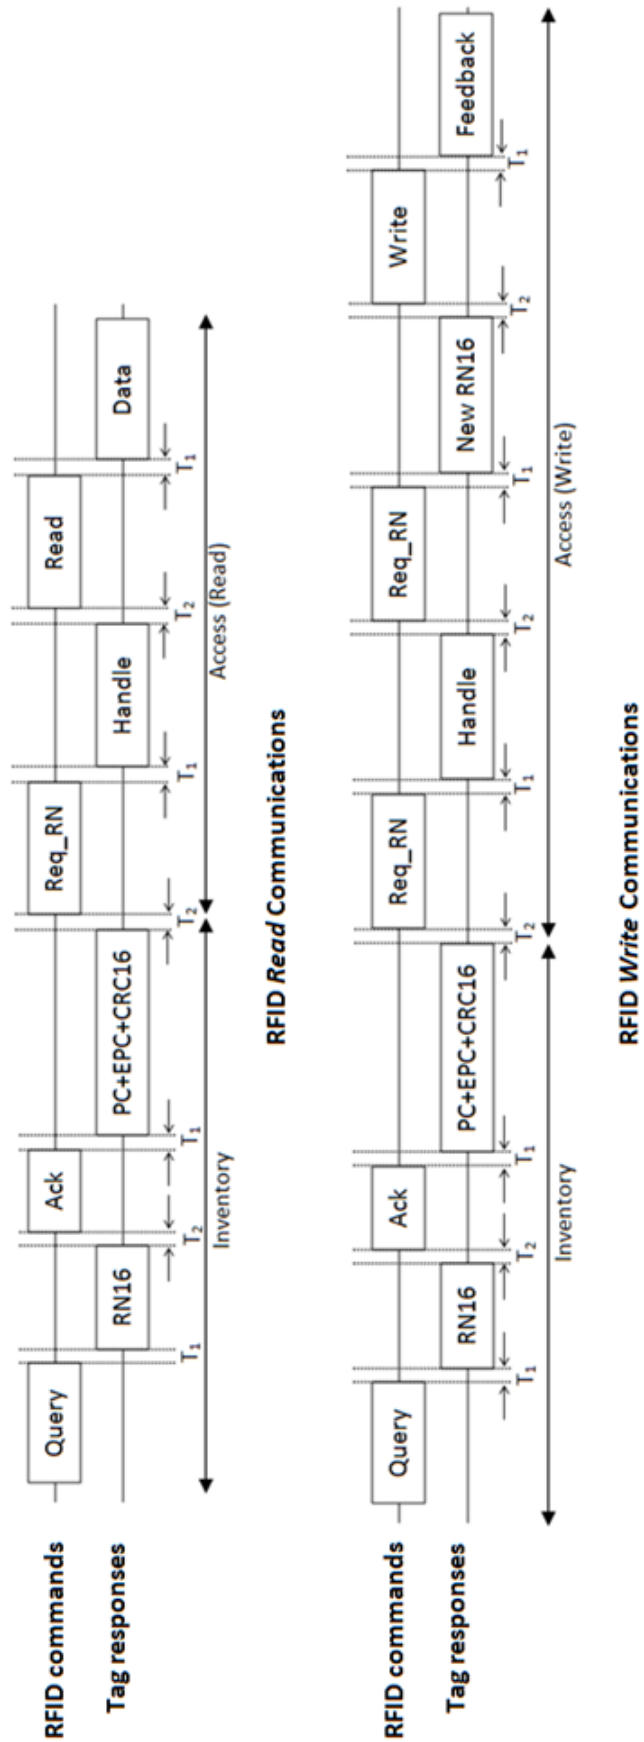 RFID commands
Query
Ack
Req_RN
Read
Tag responses
RN16
PC+EPC+CRC16
Handle
Data
T1 T2 T1 T2 T1 T2 T1
Inventory
Access (Read)
RFID Read Communications
RFID commands
Query
Ack
Req_RN
Req_RN
Write
Tag responses
RN16
PC+EPC+CRC16
Handle
New RN16
Feedback
T1 T2 T1 T2 T1 T2 T1 T2 T1
Inventory
Access (Write)
RFID Write Communications